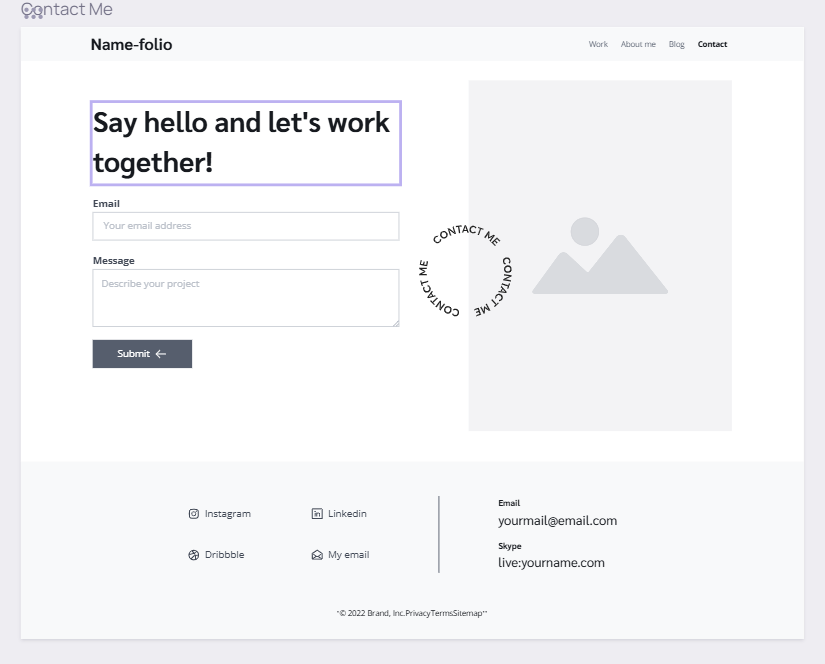 Contact Me
Name-folio
Work About me Blog Contact
Say hello and let's work
together!
Email
Your email address
Message
Describe your project
Submit
CONTACT ME CONTACT ME CONTACT ME
Instagram
Linkedin
Dribbble
My email
Email
yourmail@email.com
Skype
live:yourname.com
"© 2022 Brand, Inc.PrivacyTermsSitemap""